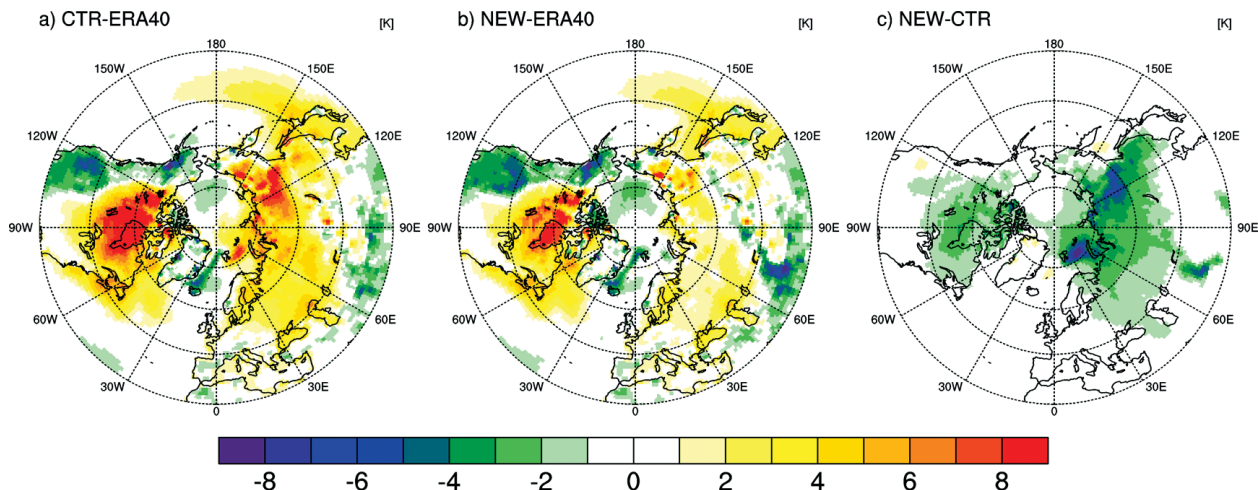 a) CTR-ERA40 [K] b) NEW-ERA40 [K] c) NEW-CTR [K]
180 180 180
150W 150E 150W 150E 150W 150E
120W 120E 120W 120E 120W 120E
90W 90E 90W 90E 90W 90E
60W 60E 60W 60E 60W 60E
30W 30E 30W 30E 30W 30E
0 0 0
-8 -6 -4 -2 0 2 4 6 8